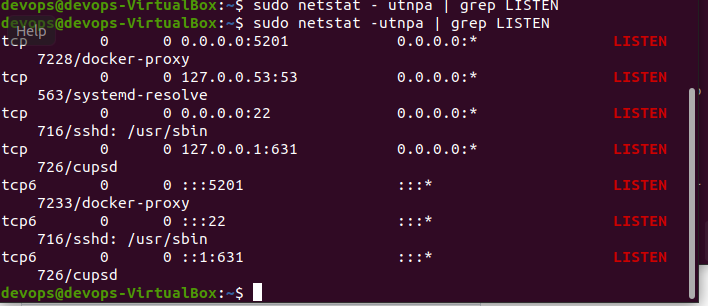 devops@devops-VirtualBox:~$ sudo netstat - utnpa | grep LISTEN
devops@devops-VirtualBox:~$ sudo netstat -utnpa | grep LISTEN
Help
tcp 0 0 0.0.0.0:5201 0.0.0.0:* LISTEN
7228/docker-proxy
tcp 0 0 127.0.0.53:53 0.0.0.0:* LISTEN
563/systemd-resolve
tcp 0 0 0.0.0.0:22 0.0.0.0:* LISTEN
716/sshd: /usr/sbin
tcp 0 0 127.0.0.1:631 0.0.0.0:* LISTEN
726/cupsd
tcp6 0 0 :::5201 :::* LISTEN
7233/docker-proxy
tcp6 0 0 :::22 :::* LISTEN
716/sshd: /usr/sbin
tcp6 0 0 ::1:631 :::* LISTEN
726/cupsd
devops@devops-VirtualBox:~$